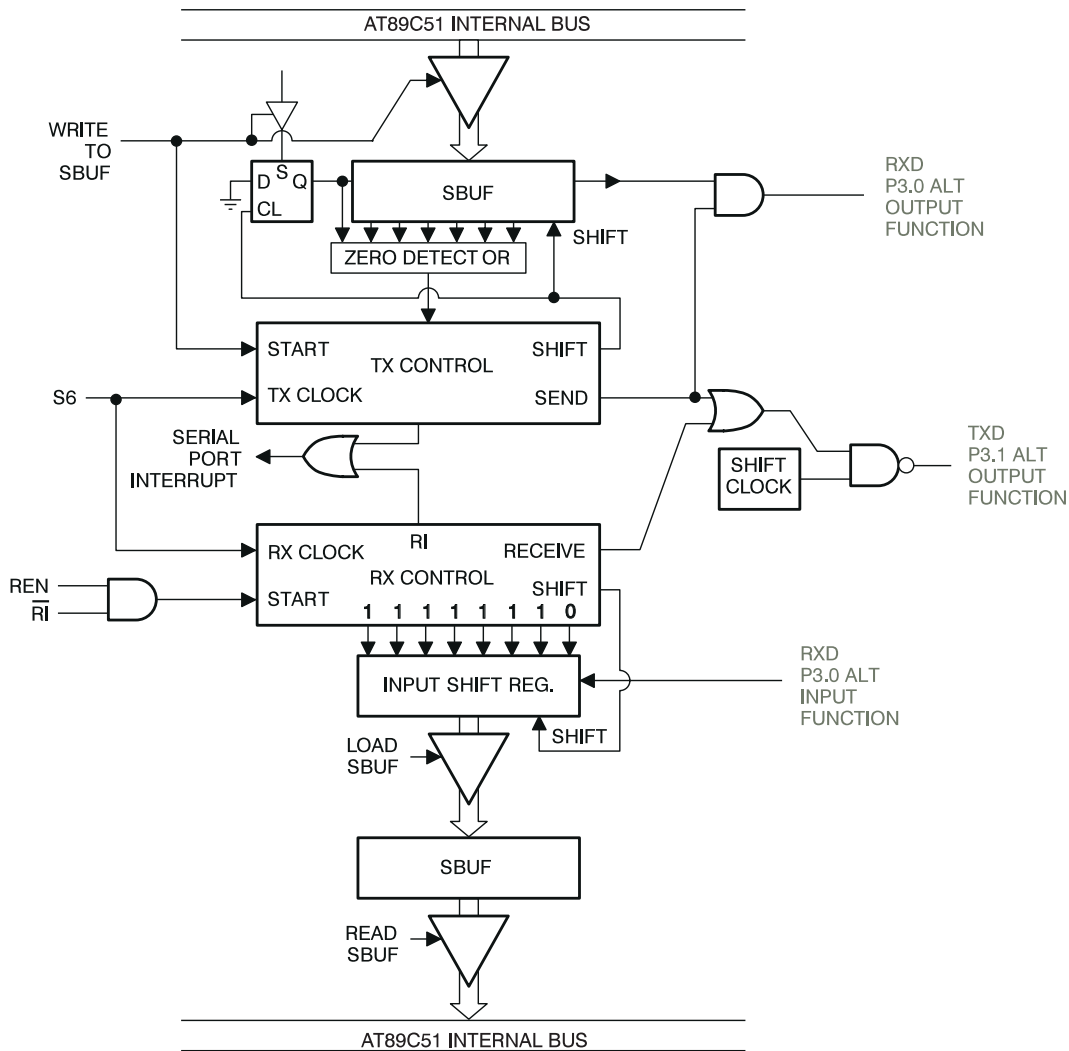 AT89C51 INTERNAL BUS
WRITE
TO
SBUF
S
D
Q
CL
SBUF
SHIFT
ZERO DETECT OR
RXD
P3.0 ALT
OUTPUT
FUNCTION
START
TX CONTROL
SHIFT
S6
TX CLOCK
SEND
SERIAL
PORT
INTERRUPT
SHIFT
CLOCK
TXD
P3.1 ALT
OUTPUT
FUNCTION
RX CLOCK
RI
RECEIVE
RX CONTROL
REN
RI
START
SHIFT
1 1 1 1 1 1 1 0
INPUT SHIFT REG.
RXD
P3.0 ALT
INPUT
FUNCTION
LOAD
SBUF
SHIFT
SBUF
READ
SBUF
AT89C51 INTERNAL BUS